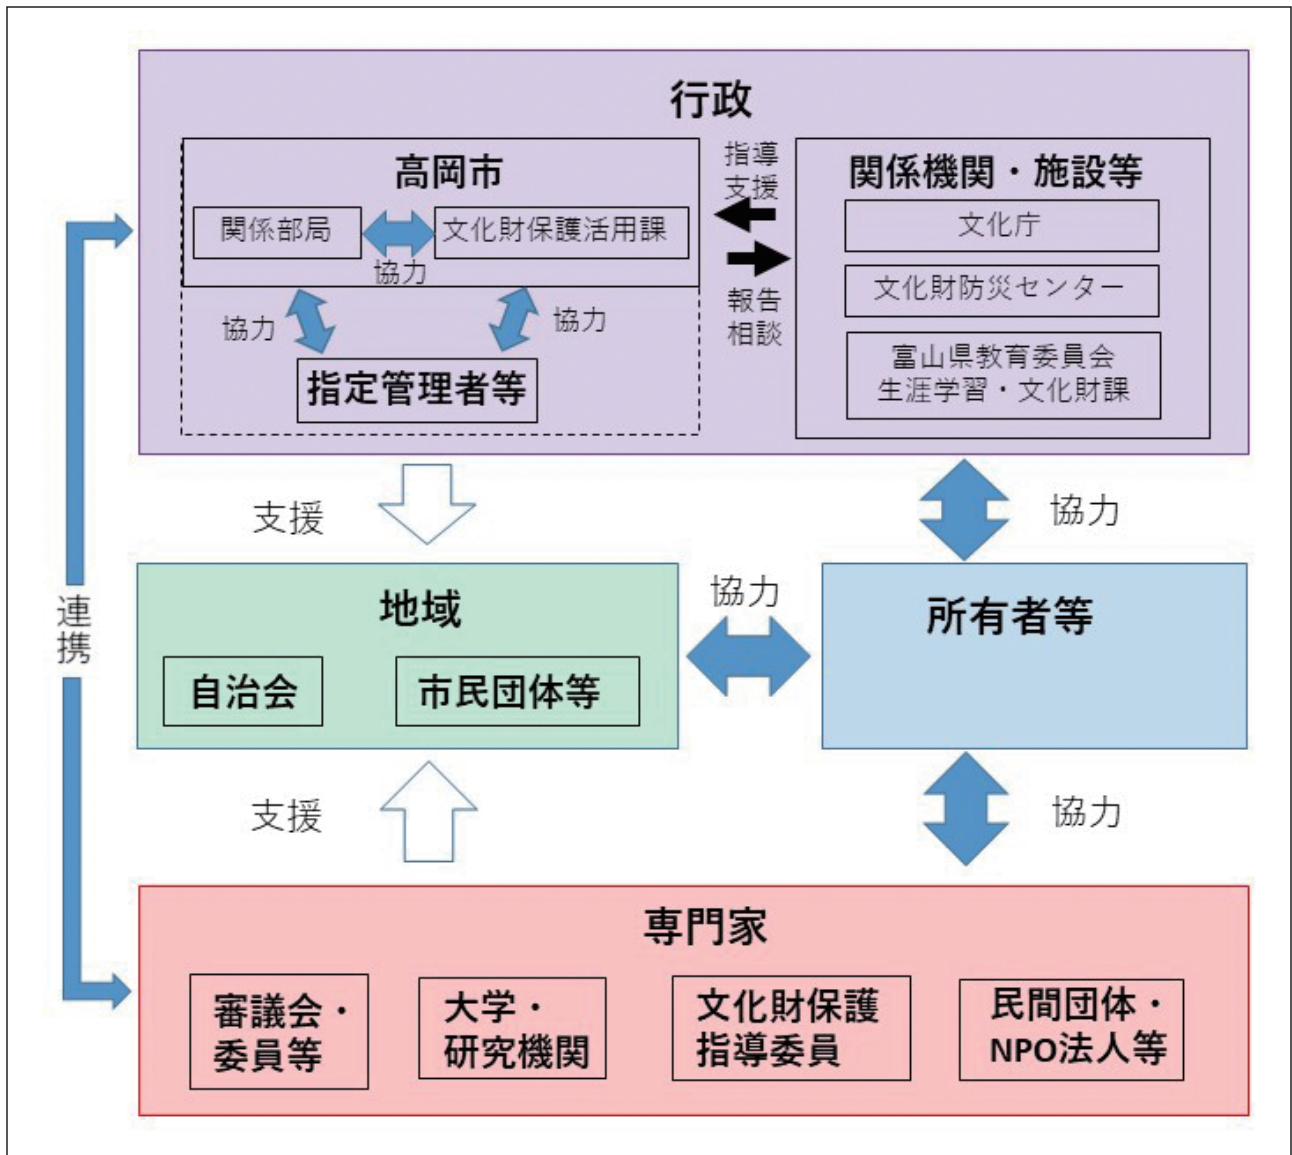 行政
高岡市
関係部局
文化財保護活用課
協力
協力
協力
指定管理者等
指導
支援
報告
相談
関係機関・施設等
文化庁
文化財防災センター
富山県教育委員会
生涯学習・文化財課
連携
支援
協力
地域
自治会
市民団体等
協力
所有者等
支援
協力
専門家
審議会・
委員等
大学・
研究機関
文化財保護
指導委員
民間団体・
NPO法人等